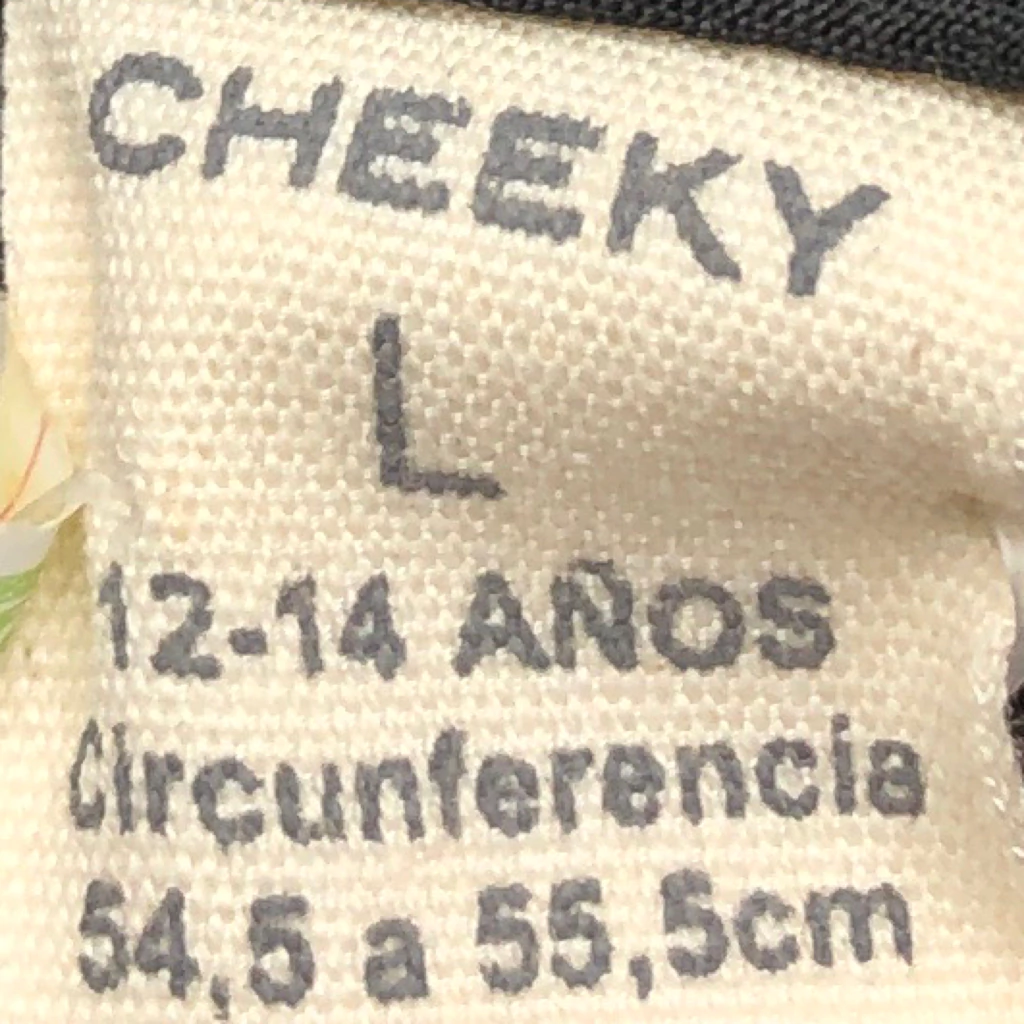 CHEEKY
L
12-14 AÑOS
Circunferencia
54,5 a 55,5cm